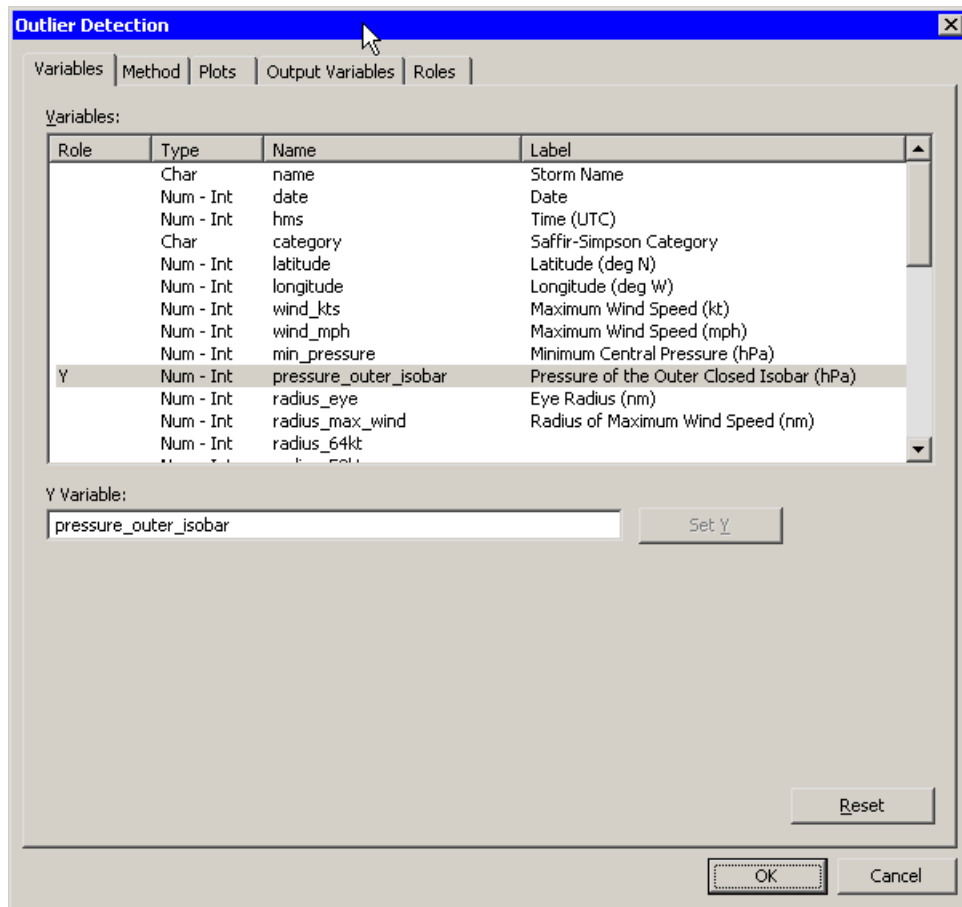 Outlier Detection
Variables Method Plots Output Variables Roles
Variables:
Role Type Name Label
Char name Storm Name
Num - Int date Date
Num - Int hms Time (UTC)
Char category Saffir-Simpson Category
Num - Int latitude Latitude (deg N)
Num - Int longitude Longitude (deg W)
Num - Int wind_kts Maximum Wind Speed (kt)
Num - Int wind_mph Maximum Wind Speed (mph)
Num - Int min_pressure Minimum Central Pressure (hPa)
Y Num - Int pressure_outer_isobar Pressure of the Outer Closed Isobar (hPa)
Num - Int radius_eye Eye Radius (nm)
Num - Int radius_max_wind Radius of Maximum Wind Speed (nm)
Num - Int radius_64kt
Y Variable:
pressure_outer_isobar Set Y
Reset
OK Cancel